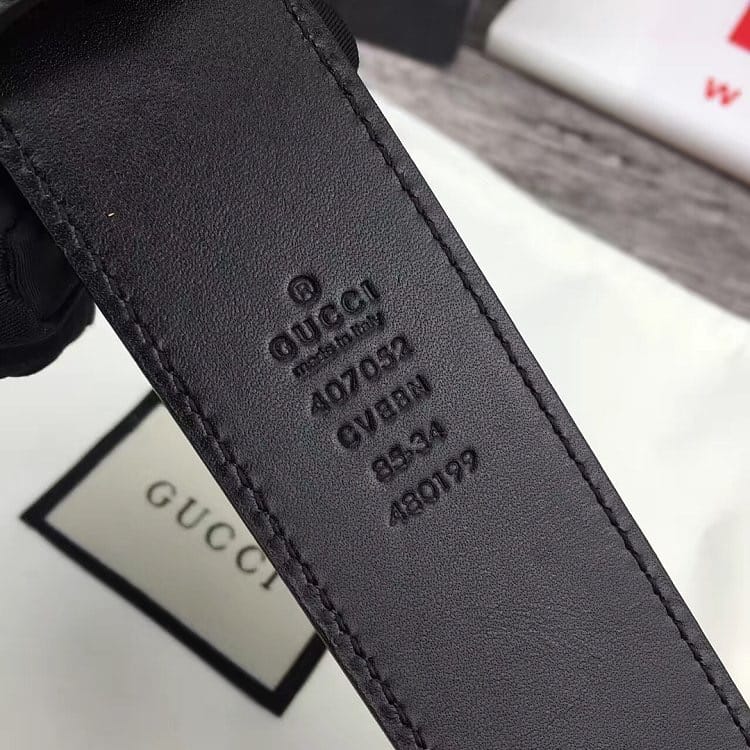 ®
GUCCI
made in Italy
407052
CVE8N
85·34
480199
GUCCI
W